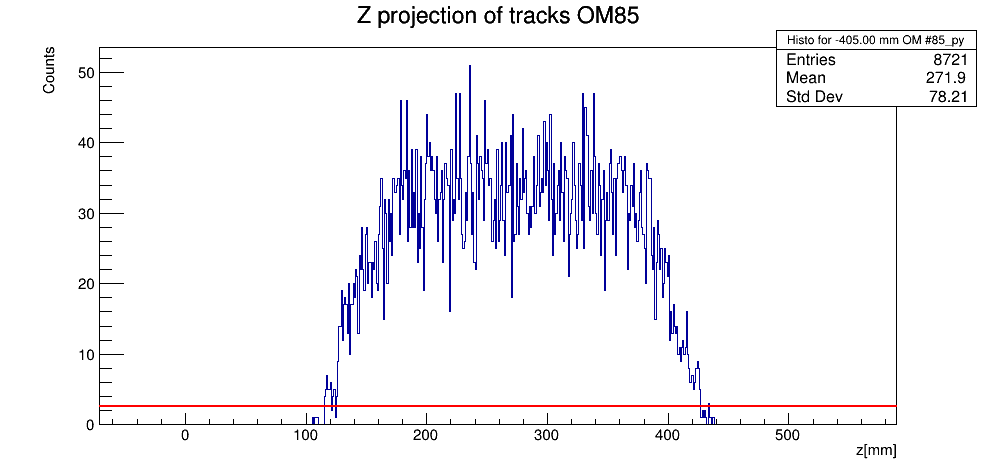 Z projection of tracks OM85
Histo for -405.00 mm OM #85_py
Entries 8721
Mean 271.9
Std Dev 78.21
Counts
50
40
30
20
10
0
0 100 200 300 400 500
z[mm]